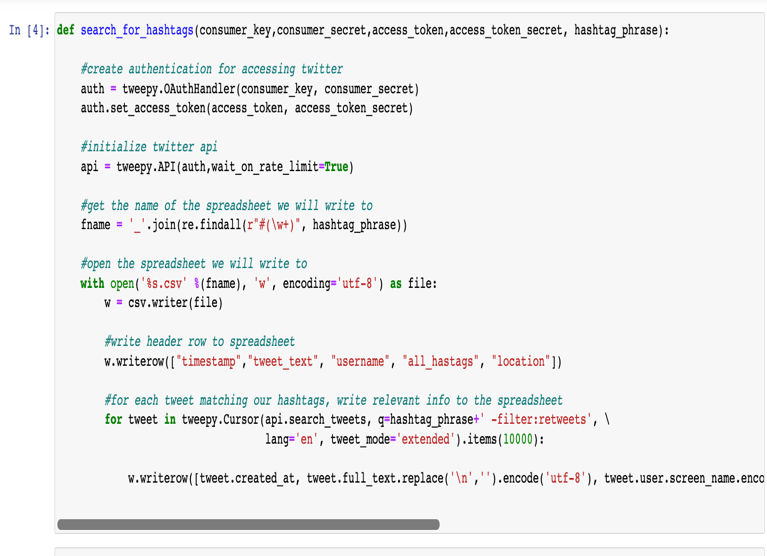 In [4]: def search_for_hashtags(consumer_key,consumer_secret,access_token,access_token_secret, hashtag_phrase):
#create authentication for accessing twitter
auth = tweepy.OAuthHandler(consumer_key, consumer_secret)
auth.set_access_token(access_token, access_token_secret)
#initialize twitter api
api = tweepy.API(auth,wait_on_rate_limit=True)
#get the name of the spreadsheet we will write to
fname = '_'.join(re.findall(r"#(\w+)", hashtag_phrase))
#open the spreadsheet we will write to
with open('%s.csv' %(fname), 'w', encoding='utf-8') as file:
w = csv.writer(file)
#write header row to spreadsheet
w.writerow(["timestamp","tweet_text", "username", "all_hastags", "location"])
#for each tweet matching our hashtags, write relevant info to the spreadsheet
for tweet in tweepy.Cursor(api.search_tweets, q=hashtag_phrase+' -filter:retweets', \
lang='en', tweet_mode='extended').items(10000):
w.writerow([tweet.created_at, tweet.full_text.replace('\n','').encode('utf-8'), tweet.user.screen_name.enco